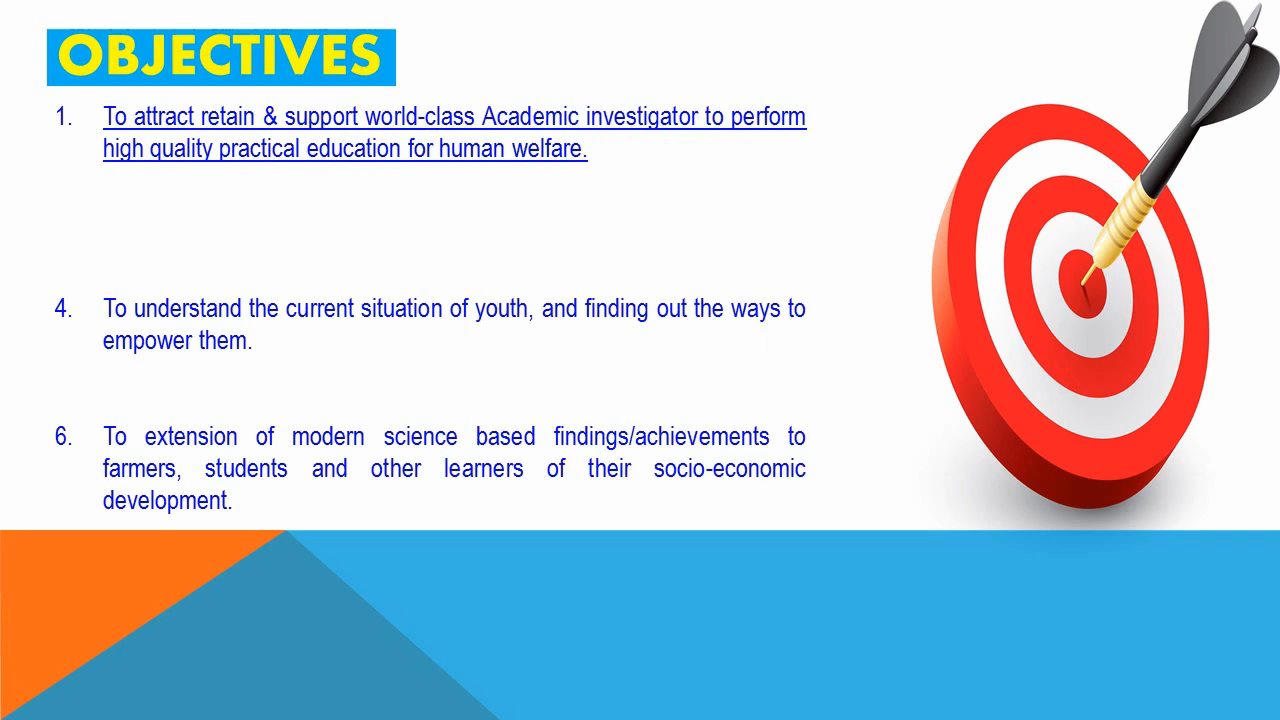 OBJECTIVES
1. To attract retain & support world-class Academic investigator to perform
high quality practical education for human welfare.
4. To understand the current situation of youth, and finding out the ways to
empower them.
6. To extension of modern science based findings/achievements to
farmers, students and other learners of their socio-economic
development.